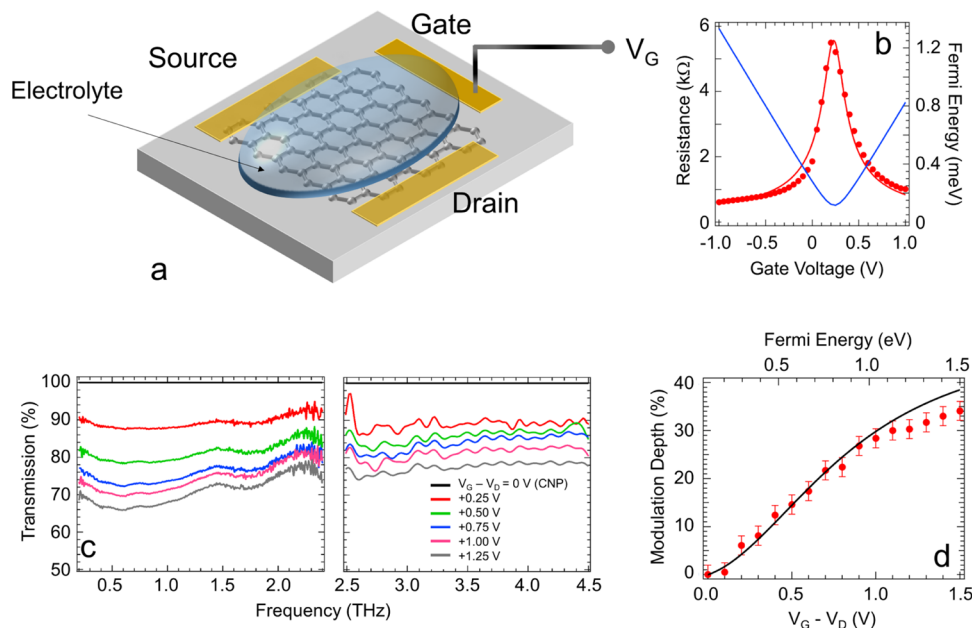 Gate
Source
V_G
Electrolyte
Drain
a
b
6
4
2
0
Resistance (kΩ)
1.2
0.8
0.4
0
Fermi Energy (meV)
-1.0
-0.5
0
0.5
1.0
Gate Voltage (V)
100
90
80
70
60
50
Transmission (%)
c
0.5
1.0
1.5
2.0
2.5
3.0
3.5
4.0
4.5
Frequency (THz)
V_G – V_D = 0 V (CNP)
+0.25 V
+0.50 V
+0.75 V
+1.00 V
+1.25 V
Fermi Energy (eV)
0.5
1.0
1.5
40
30
20
10
0
Modulation Depth (%)
d
0.0
0.5
1.0
1.5
V_G - V_D (V)